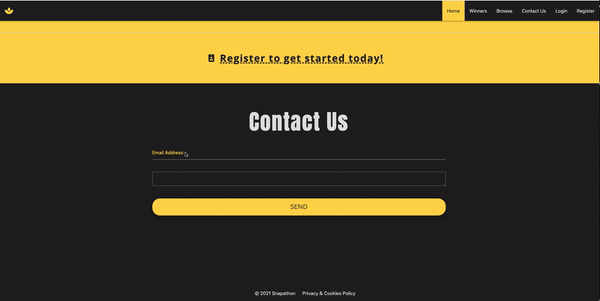 Home Winners Browse Contact Us Login Register
Register to get started today!
Contact Us
Email Address
SEND
© 2021 Snapathon Privacy & Cookies Policy